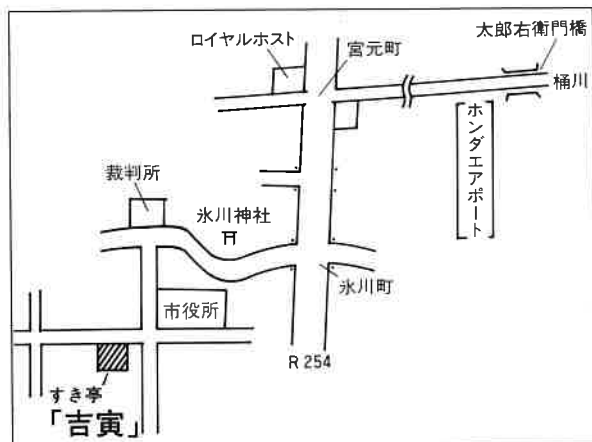 ロイヤルホスト
宮元町
太郎右衛門橋
桶川
ホンダエアポート
裁判所
氷川神社
氷川町
市役所
R 254
すき亭
「吉寅」